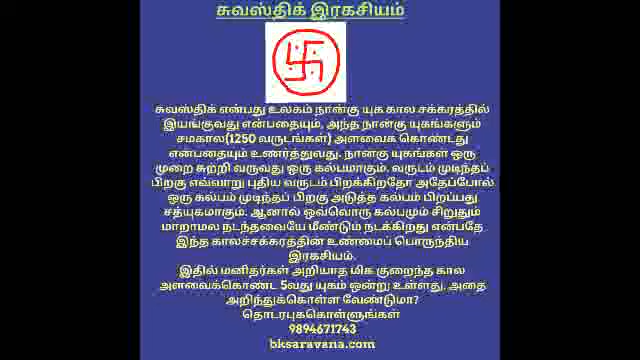 சுவஸ்திக் இரகசியம்
சுவஸ்திக் என்பது உலகம் நான்கு யுக கால சக்கரத்தில்
இயங்குவது என்பதையும், அந்த நான்கு யுகங்களும்
சமகால(1250 வருடங்கள்) அளவைக கொண்டது
என்பதையும் உணர்த்துவது. நான்கு யுகங்கள் ஒரு
முறை சுற்றி வருவது ஒரு கல்பமாகும். வருடம் முடிந்தப்
பிறகு எவ்வாறு புதிய வருடம் பிறக்கிறதோ அதேப்போல்
ஒரு கல்பம் முடிந்தப் பிறகு அடுத்த கல்பம் பிறப்பது
சத்யுகமாகும். ஆனால் ஒவ்வொரு கல்பமும் சிறுதும்
மாறாமல நடந்தவையே மீண்டும் நடக்கிறது என்பதே
இந்த காலச்சக்கரத்தின் உண்மைப் பொருந்திய
இரகசியம்.
இதில் மனிதர்கள் அறியாத மிக குறைந்த கால
அளவைக்கொண்ட 5வது யுகம் ஒன்று உள்ளது. அதை
அறிந்துக்கொள்ள வேண்டுமா?
தொடரபுககொள்ளுங்கள்
9894671743
bksaravana.com